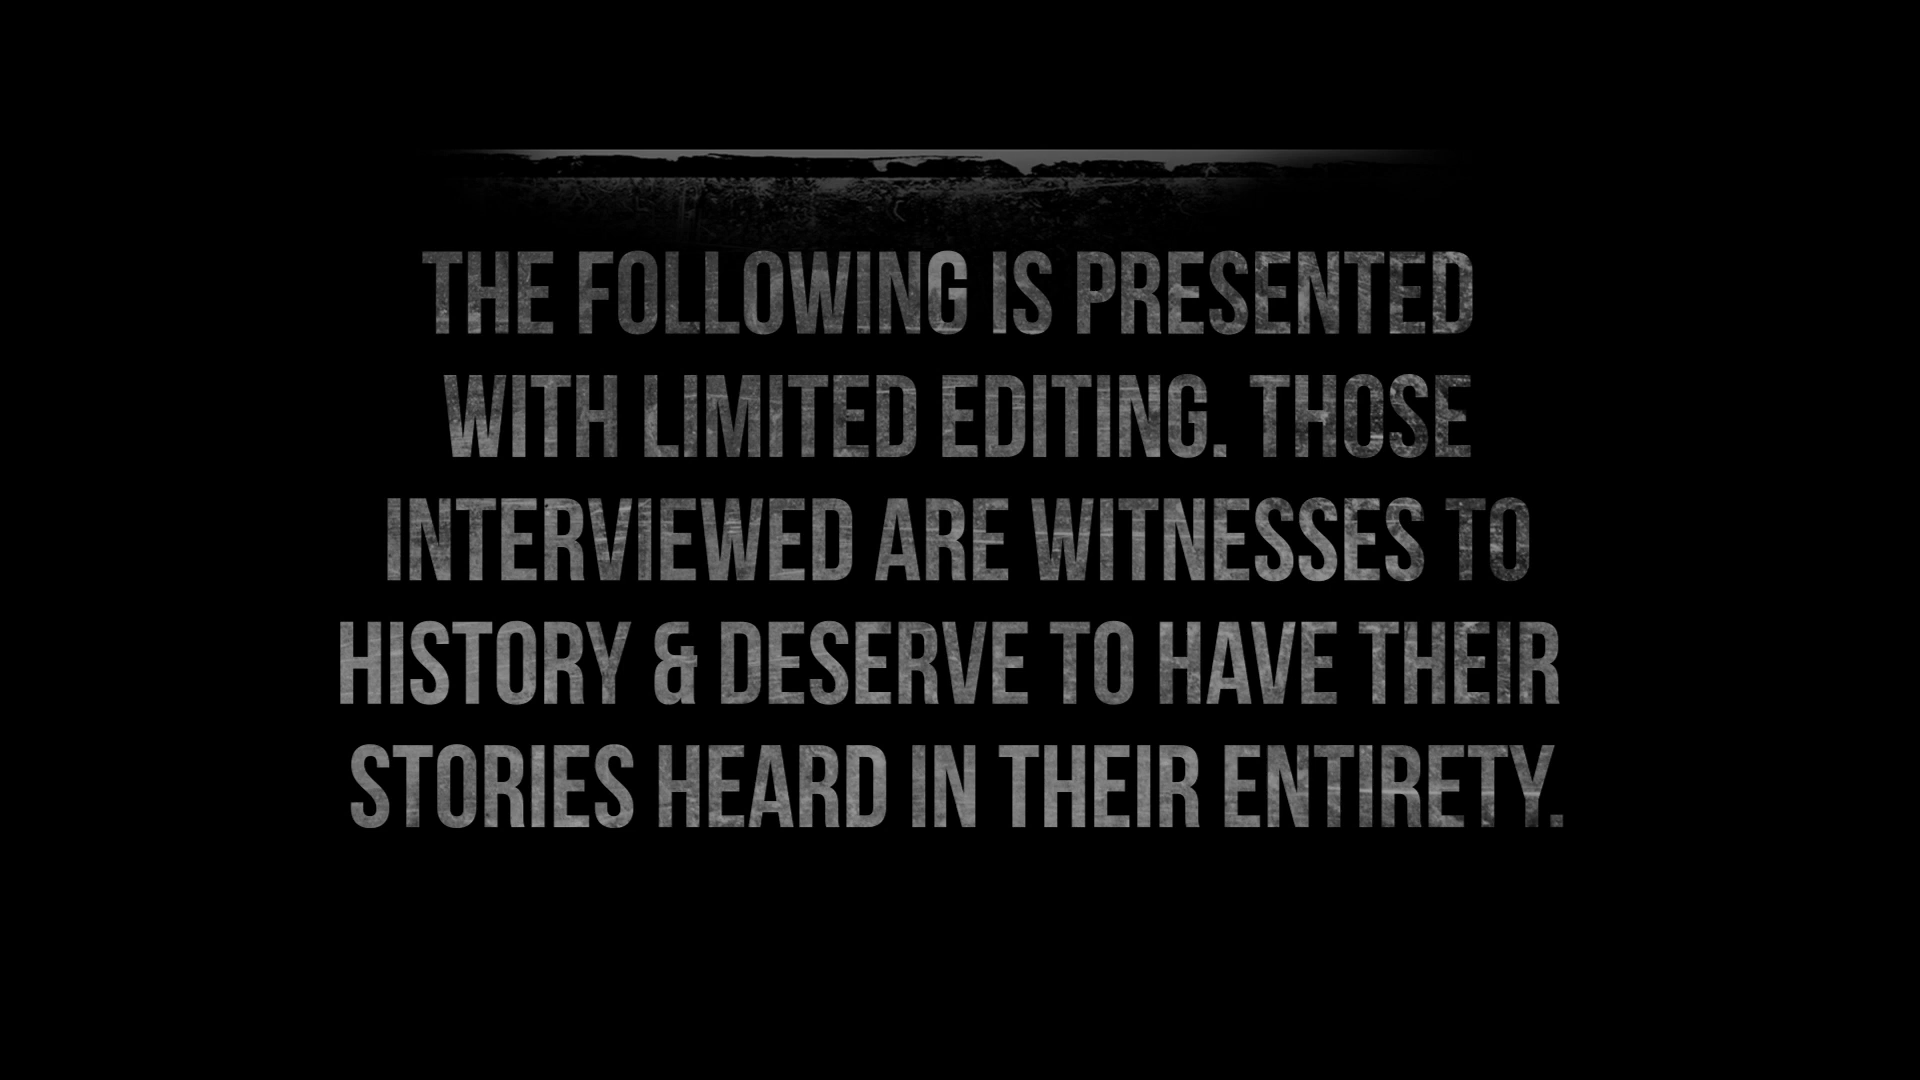 THE FOLLOWING IS PRESENTED
WITH LIMITED EDITING. THOSE
INTERVIEWED ARE WITNESSES TO
HISTORY & DESERVE TO HAVE THEIR
STORIES HEARD IN THEIR ENTIRETY.